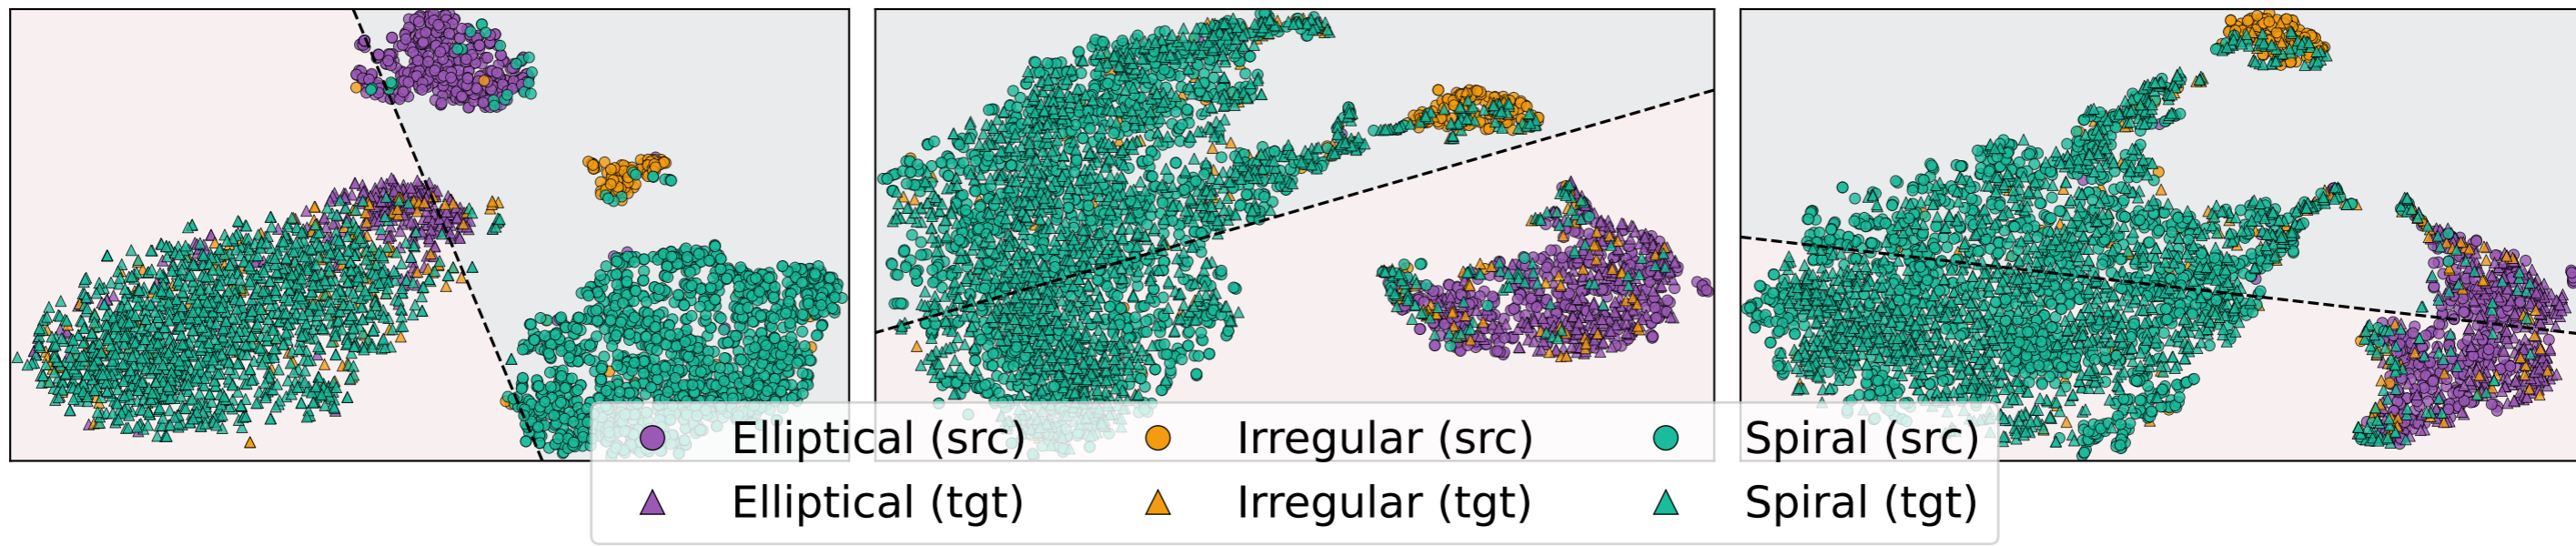 Elliptical (src) Irregular (src) Spiral (src)
Elliptical (tgt) Irregular (tgt) Spiral (tgt)